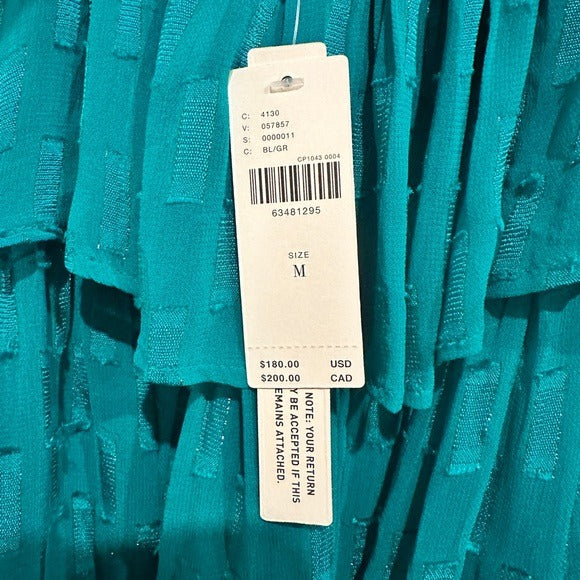 C: 4130
V: 057857
S: 0000011
C: BL/GR
CP1043 0004
63481295
SIZE
M
$180.00 USD
$200.00 CAD
NOTE: YOUR RETURN
Y BE ACCEPTED IF THIS
EMAINS ATTACHED.